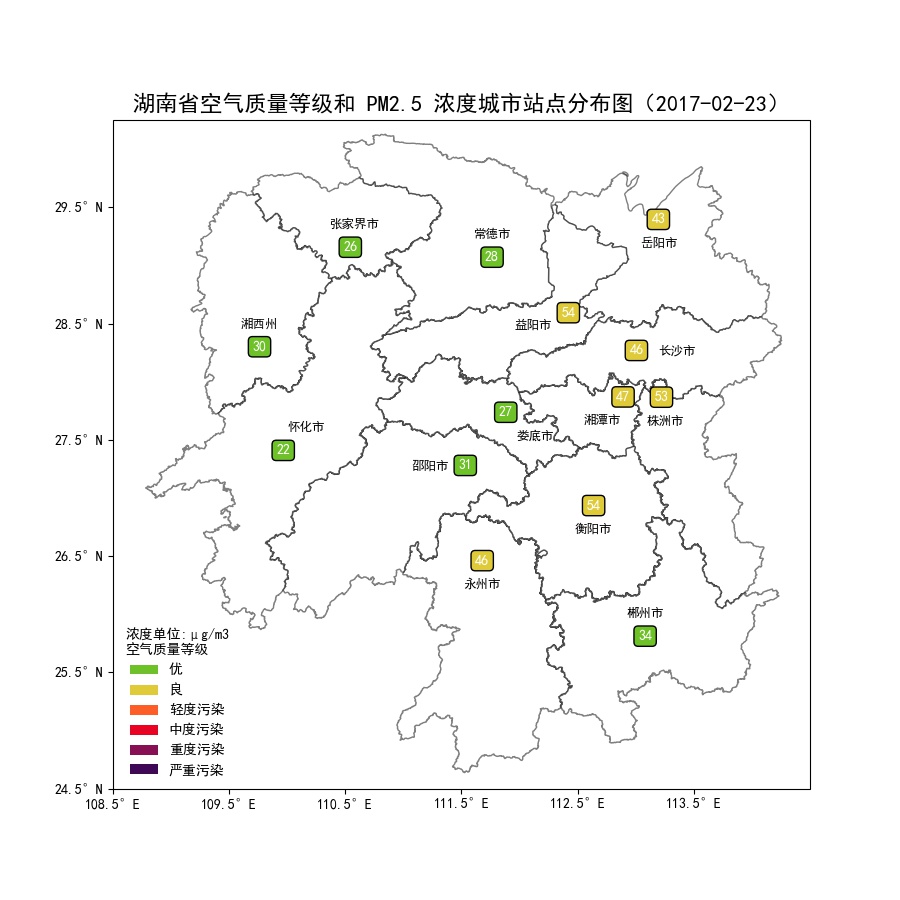 湖南省空气质量等级和 PM2.5 浓度城市站点分布图（2017-02-23）
29.5°N
28.5°N
27.5°N
26.5°N
25.5°N
24.5°N
108.5°E
109.5°E
110.5°E
111.5°E
112.5°E
113.5°E
张家界市
26
常德市
28
43
岳阳市
54
益阳市
湘西州
30
46
长沙市
47
湘潭市
53
株洲市
27
娄底市
怀化市
22
邵阳市
31
54
衡阳市
46
永州市
郴州市
34
浓度单位:μg/m3
空气质量等级
优
良
轻度污染
中度污染
重度污染
严重污染